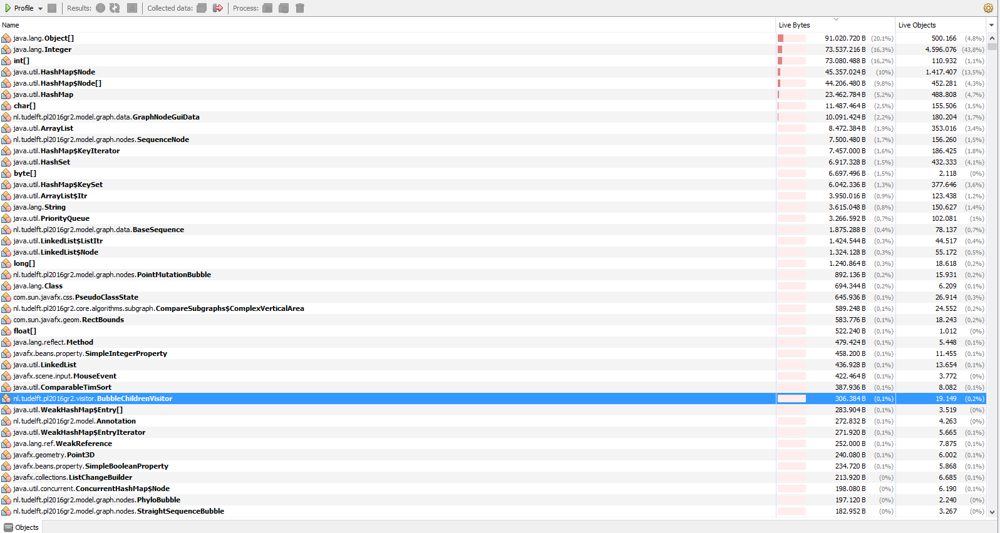 Profile Results: Collected data: Process:
Name Live Bytes Live Objects
java.lang.Object[] 91.020.720 B (20,1%) 500.166 (4,8%)
java.lang.Integer 73.537.216 B (16,3%) 4.596.076 (43,8%)
int[] 73.080.488 B (16,2%) 110.932 (1,1%)
java.util.HashMap$Node 45.357.024 B (10%) 1.417.407 (13,5%)
java.util.HashMap$Node[] 44.206.480 B (9,8%) 452.281 (4,3%)
java.util.HashMap 23.462.784 B (5,2%) 488.808 (4,7%)
char[] 11.487.464 B (2,5%) 155.506 (1,5%)
nl.tudelft.pl2016gr2.model.graph.data.GraphNodeGuiData 10.091.424 B (2,2%) 180.204 (1,7%)
java.util.ArrayList 8.472.384 B (1,9%) 353.016 (3,4%)
nl.tudelft.pl2016gr2.model.graph.nodes.SequenceNode 7.500.480 B (1,7%) 156.260 (1,5%)
java.util.HashMap$KeyIterator 7.457.000 B (1,6%) 186.425 (1,8%)
java.util.HashSet 6.917.328 B (1,5%) 432.333 (4,1%)
byte[] 6.697.496 B (1,5%) 2.118 (0%)
java.util.HashMap$KeySet 6.042.336 B (1,3%) 377.646 (3,6%)
java.util.ArrayList$Itr 3.950.016 B (0,9%) 123.438 (1,2%)
java.lang.String 3.615.048 B (0,8%) 150.627 (1,4%)
java.util.PriorityQueue 3.266.592 B (0,7%) 102.081 (1%)
nl.tudelft.pl2016gr2.model.graph.data.BaseSequence 1.875.288 B (0,4%) 78.137 (0,7%)
java.util.LinkedList$ListItr 1.424.544 B (0,3%) 44.517 (0,4%)
java.util.LinkedList$Node 1.324.128 B (0,3%) 55.172 (0,5%)
long[] 1.240.864 B (0,3%) 18.618 (0,2%)
nl.tudelft.pl2016gr2.model.graph.nodes.PointMutationBubble 892.136 B (0,2%) 15.931 (0,2%)
java.lang.Class 694.344 B (0,2%) 6.209 (0,1%)
com.sun.javafx.css.PseudoClassState 645.936 B (0,1%) 26.914 (0,3%)
nl.tudelft.pl2016gr2.core.algorithms.subgraph.CompareSubgraphs$ComplexVerticalArea 589.248 B (0,1%) 24.552 (0,2%)
com.sun.javafx.geom.RectBounds 583.776 B (0,1%) 18.243 (0,2%)
float[] 522.240 B (0,1%) 1.012 (0%)
java.lang.reflect.Method 479.424 B (0,1%) 5.448 (0,1%)
javafx.beans.property.SimpleIntegerProperty 458.200 B (0,1%) 11.455 (0,1%)
java.util.LinkedList 436.928 B (0,1%) 13.654 (0,1%)
javafx.scene.input.MouseEvent 422.464 B (0,1%) 3.772 (0%)
java.util.ComparableTimSort 387.936 B (0,1%) 8.082 (0,1%)
nl.tudelft.pl2016gr2.visitor.BubbleChildrenVisitor 306.384 B (0,1%) 19.149 (0,2%)
java.util.WeakHashMap$Entry[] 283.904 B (0,1%) 3.519 (0%)
nl.tudelft.pl2016gr2.model.Annotation 272.832 B (0,1%) 4.263 (0%)
java.util.WeakHashMap$EntryIterator 271.920 B (0,1%) 5.665 (0,1%)
java.lang.ref.WeakReference 252.000 B (0,1%) 7.875 (0,1%)
javafx.geometry.Point3D 240.080 B (0,1%) 6.002 (0,1%)
javafx.beans.property.SimpleBooleanProperty 234.720 B (0,1%) 5.868 (0,1%)
javafx.collections.ListChangeBuilder 213.920 B (0%) 6.685 (0,1%)
java.util.concurrent.ConcurrentHashMap$Node 198.080 B (0%) 6.190 (0,1%)
nl.tudelft.pl2016gr2.model.graph.nodes.PhyloBubble 197.120 B (0%) 2.240 (0%)
nl.tudelft.pl2016gr2.model.graph.nodes.StraightSequenceBubble 182.952 B (0%) 3.267 (0%)
Objects